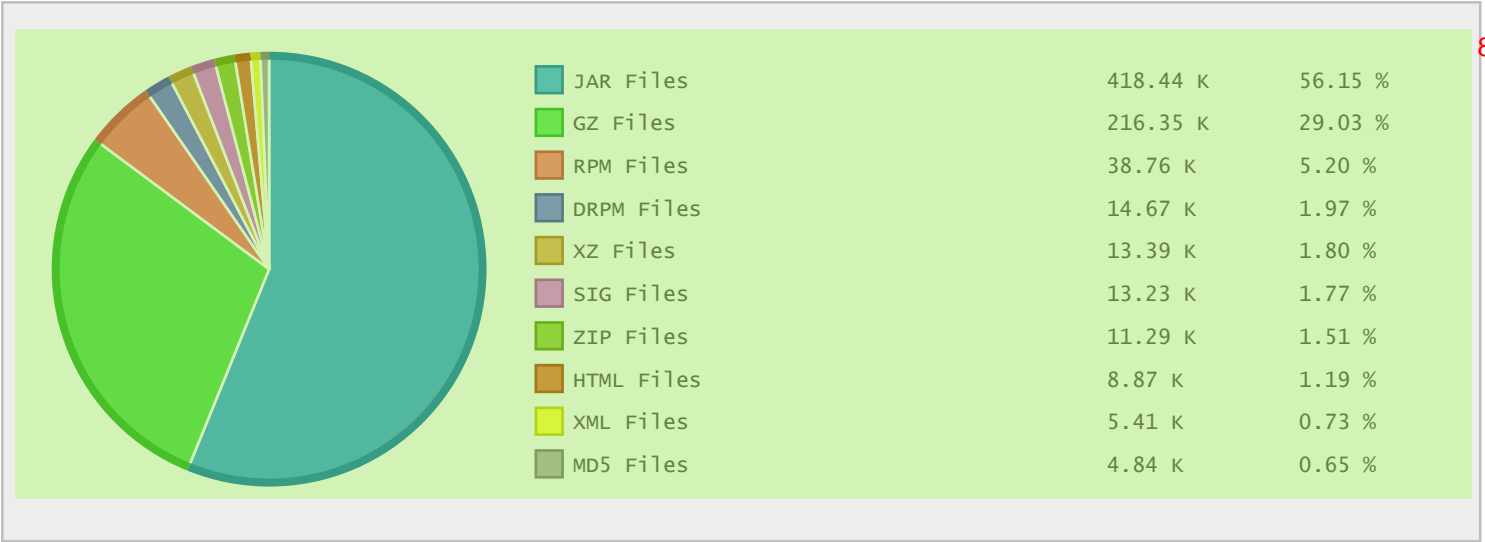 JAR Files 418.44 K 56.15 %
GZ Files 216.35 K 29.03 %
RPM Files 38.76 K 5.20 %
DRPM Files 14.67 K 1.97 %
XZ Files 13.39 K 1.80 %
SIG Files 13.23 K 1.77 %
ZIP Files 11.29 K 1.51 %
HTML Files 8.87 K 1.19 %
XML Files 5.41 K 0.73 %
MD5 Files 4.84 K 0.65 %